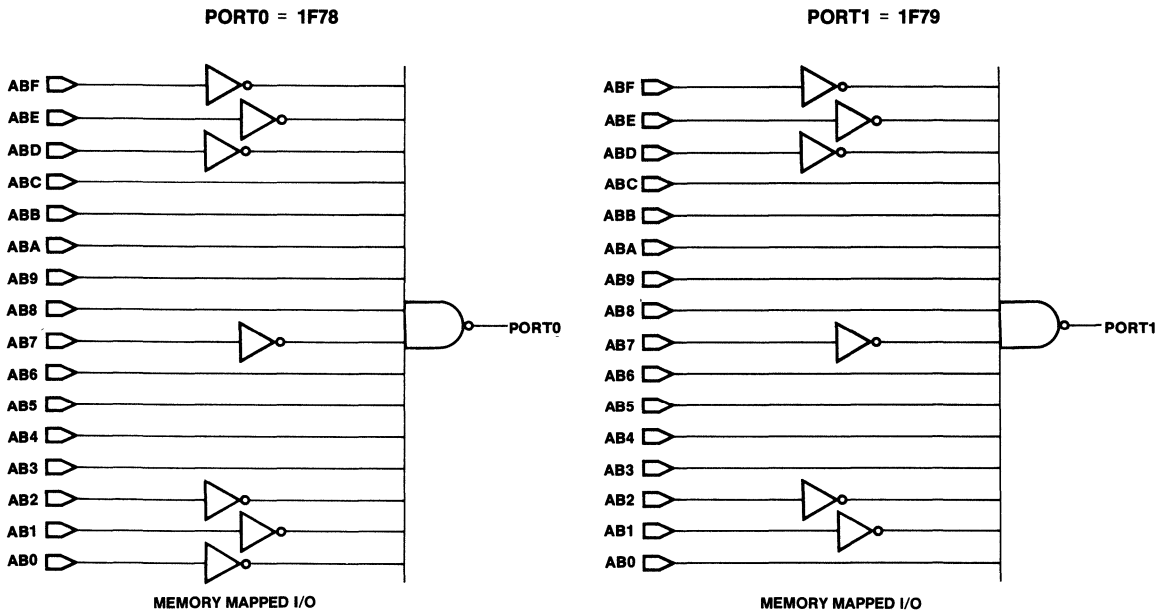 PORT0 = 1F78
ABF
ABE
ABD
ABC
ABB
ABA
AB9
AB8
AB7
AB6
AB5
AB4
AB3
AB2
AB1
AB0
PORT0
MEMORY MAPPED I/O
PORT1 = 1F79
ABF
ABE
ABD
ABC
ABB
ABA
AB9
AB8
AB7
AB6
AB5
AB4
AB3
AB2
AB1
AB0
PORT1
MEMORY MAPPED I/O